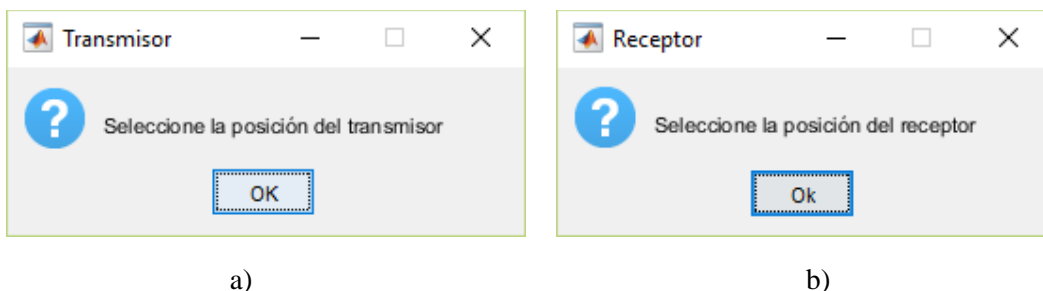 Transmisor
Receptor
Seleccione la posición del transmisor
Seleccione la posición del receptor
OK
Ok
a)
b)